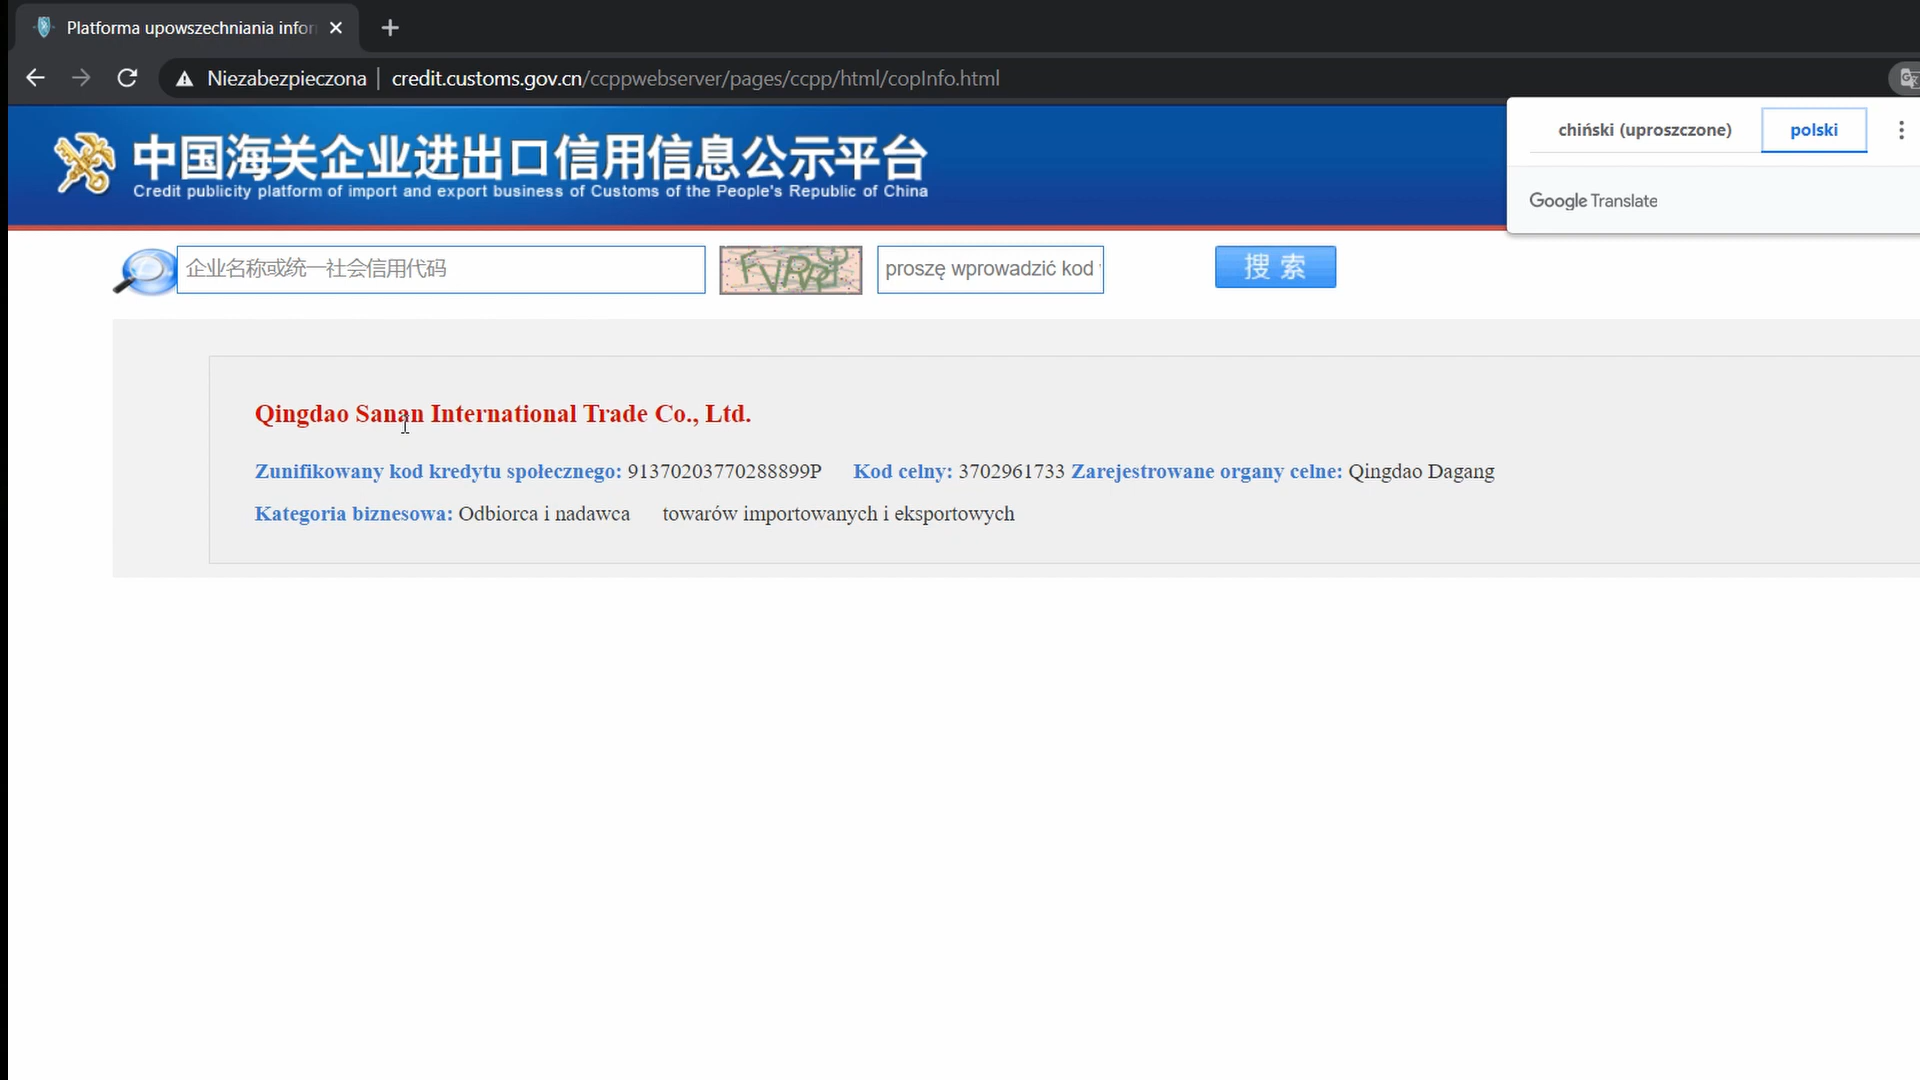 Platforma upowszechniania infor
Niezabezpieczona | credit.customs.gov.cn/ccppwebserver/pages/ccpp/html/copInfo.html
chiński (uproszczone) polski
Google Translate
中国海关企业进出口信用信息公示平台
Credit publicity platform of import and export business of Customs of the People's Republic of China
企业名称或统一社会信用代码 proszę wprowadzić kod 搜索
Qingdao Sanan International Trade Co., Ltd.
Zunifikowany kod kredytu społecznego: 91370203770288899P Kod celny: 3702961733 Zarejestrowane organy celne: Qingdao Dagang
Kategoria biznesowa: Odbiorca i nadawca towarów importowanych i eksportowych